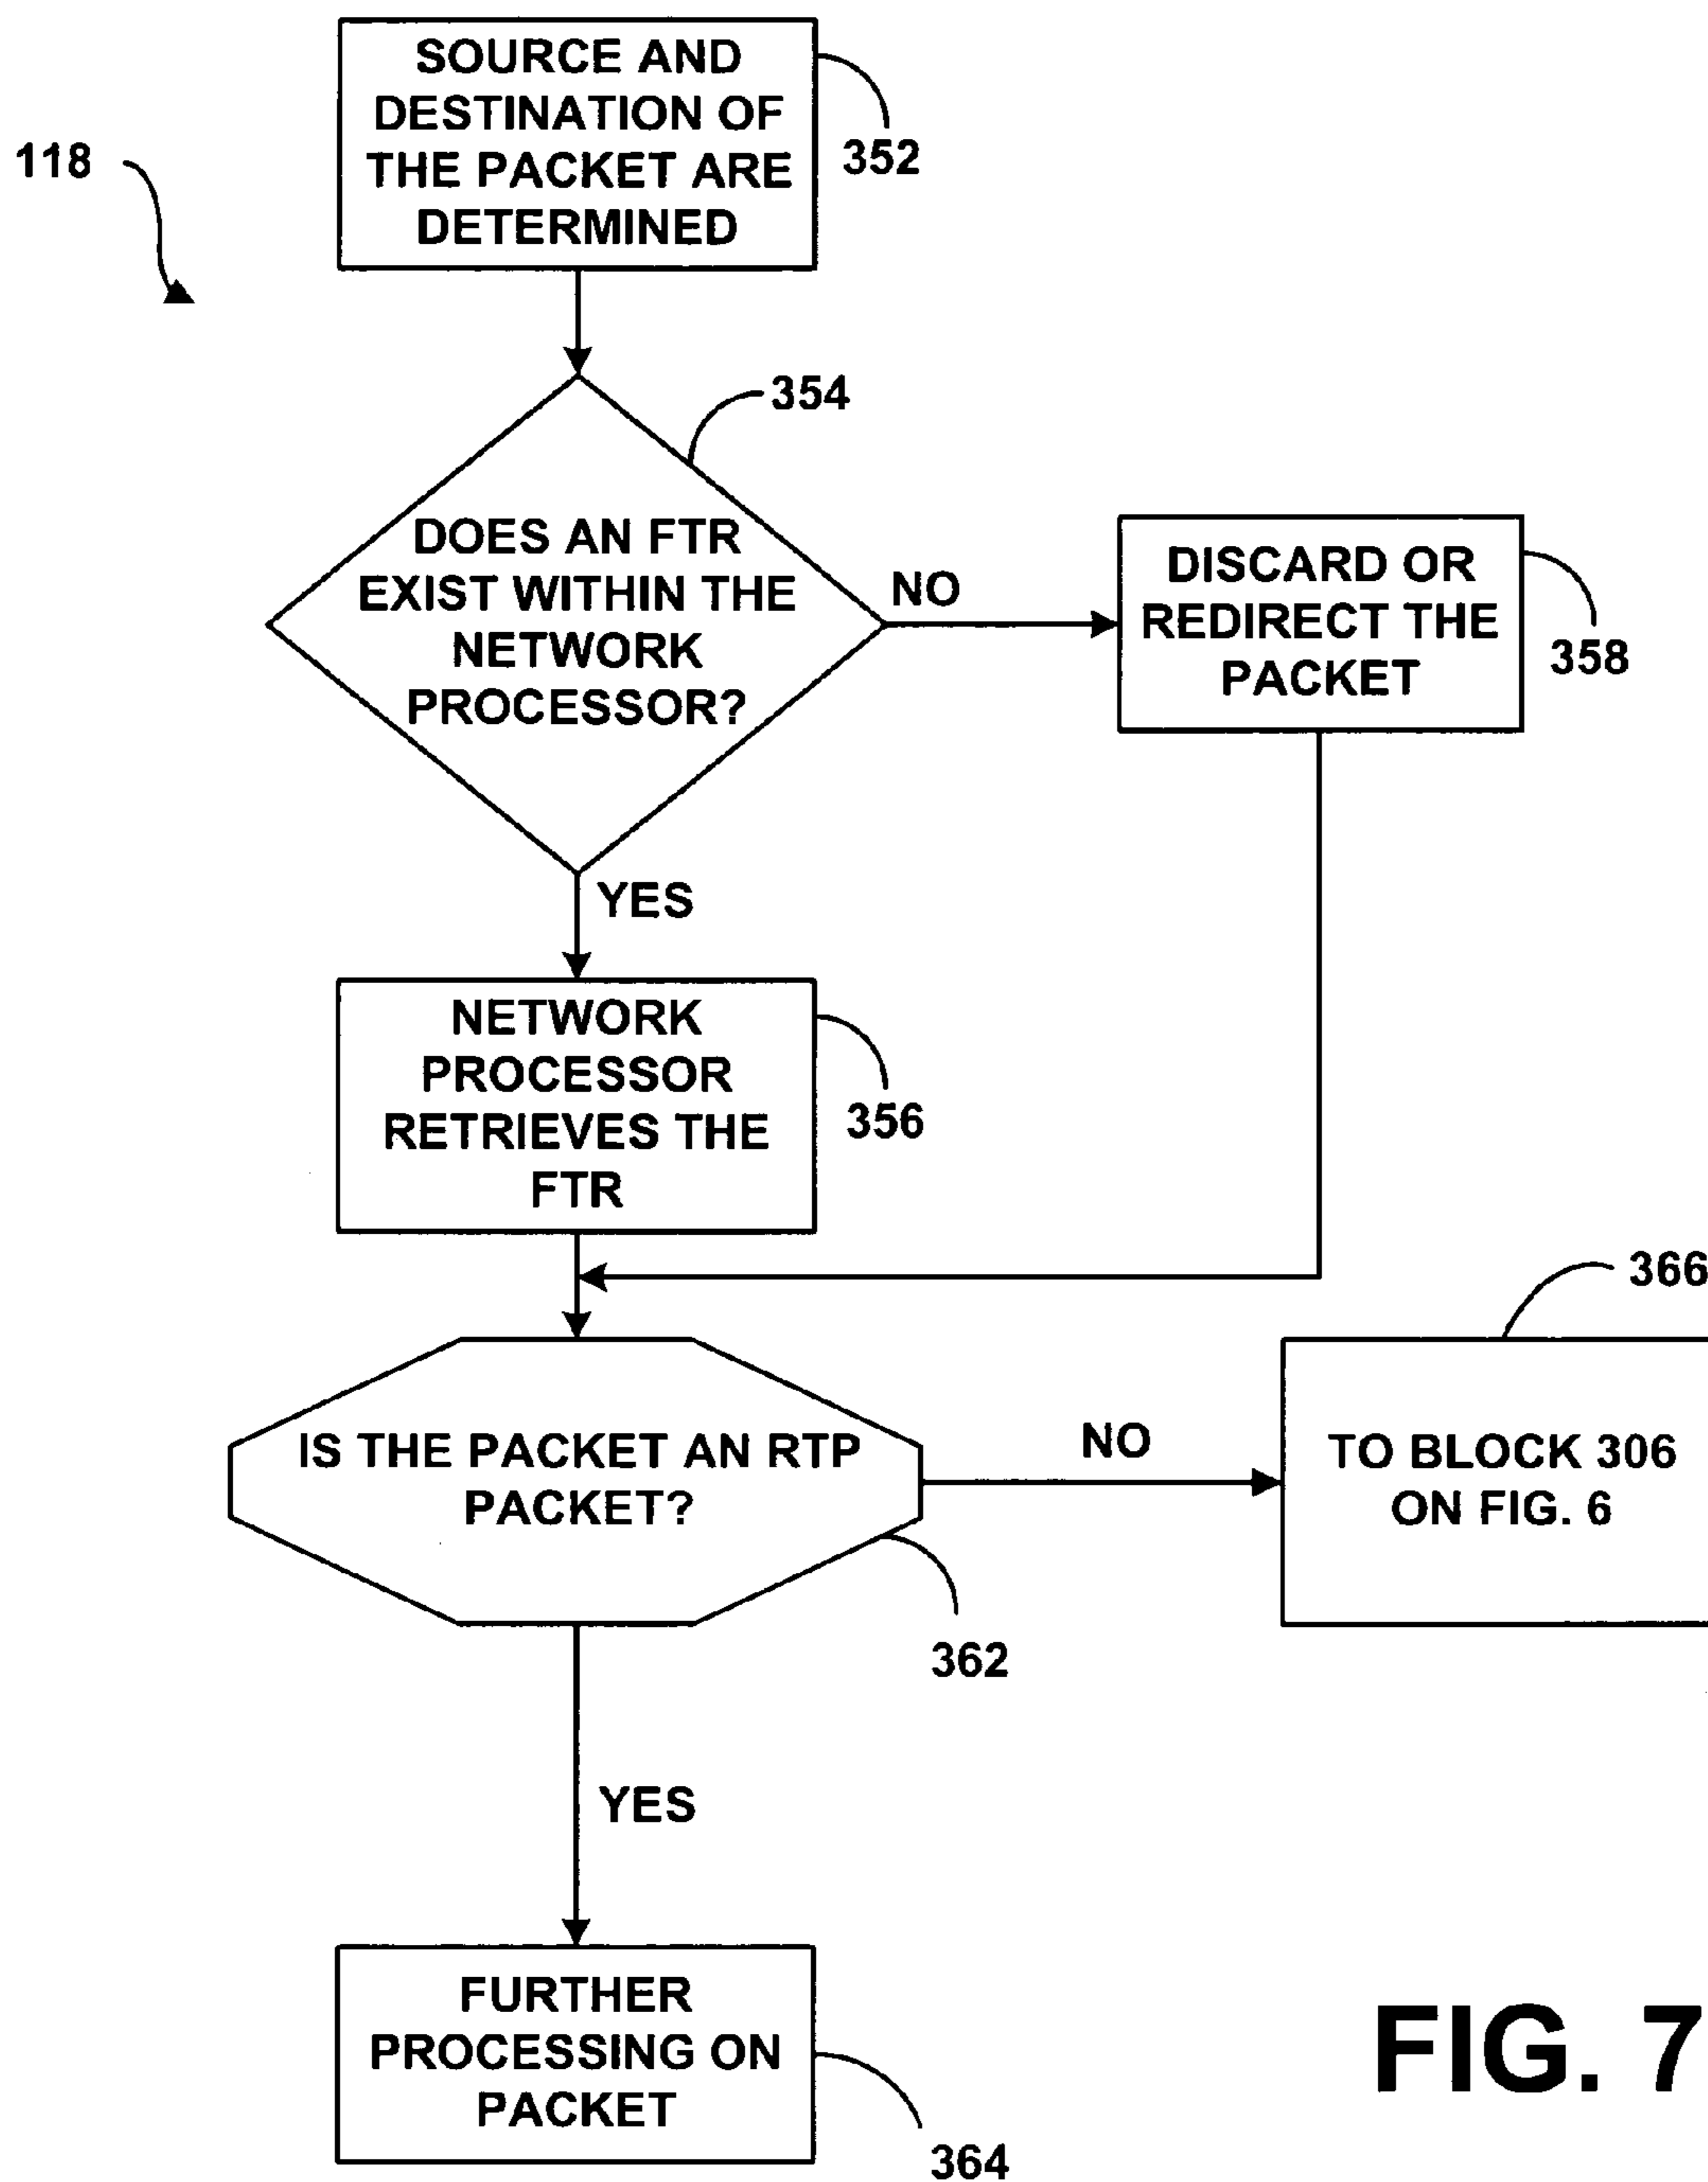 SOURCE AND
DESTINATION OF
THE PACKET ARE
DETERMINED
352
118
354
DOES AN FTR
EXIST WITHIN THE
NETWORK
PROCESSOR?
NO
DISCARD OR
REDIRECT THE
PACKET
358
YES
NETWORK
PROCESSOR
RETRIEVES THE
FTR
356
366
IS THE PACKET AN RTP
PACKET?
NO
TO BLOCK 306
ON FIG. 6
362
YES
FURTHER
PROCESSING ON
PACKET
364
FIG. 7